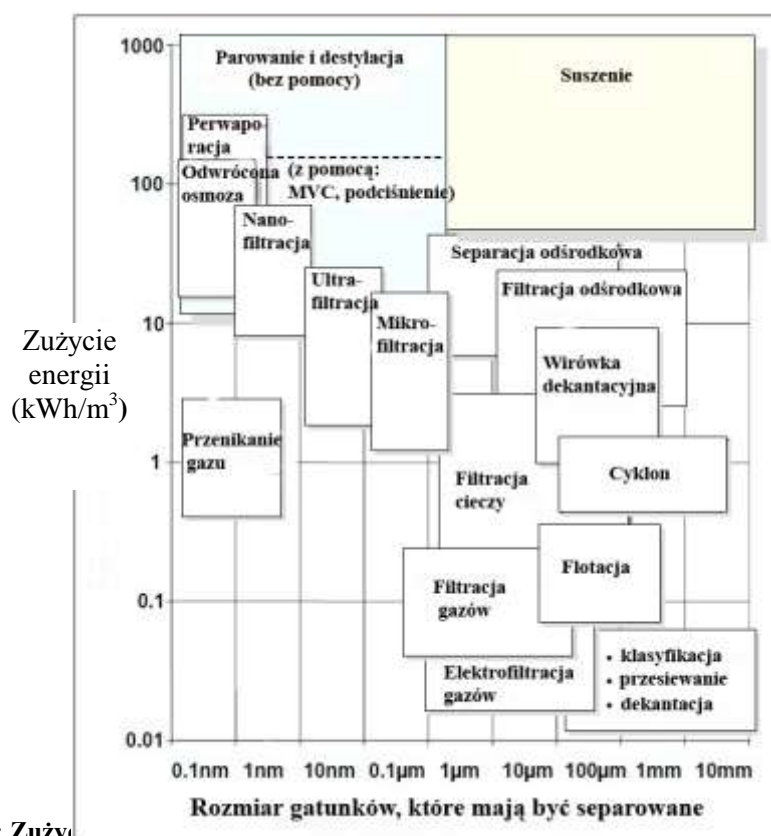 1000
Parowanie i destylacja
(bez pomocy)
Suszenie
Perwapo-
racja
100
Odwrócona
osmoza
(z pomocą:
MVC, podciśnienie)
Nano-
filtracja
Separacja odśrodkowa
Ultra-
filtracja
Filtracja odśrodkowa
10
Mikro-
filtracja
Zużycie
energii
(kWh/m³)
Wirówka
dekantacyjna
Przenikanie
gazu
1
Cyklon
Filtracja
cieczy
Flotacja
Filtracja
gazów
0.1
Elektrofiltracja
gazów
• klasyfikacja
• przesiewanie
• dekantacja
0.01
0.1nm 1nm 10nm 0.1µm 1µm 10µm 100µm 1mm 10mm
Rozmiar gatunków, które mają być separowane